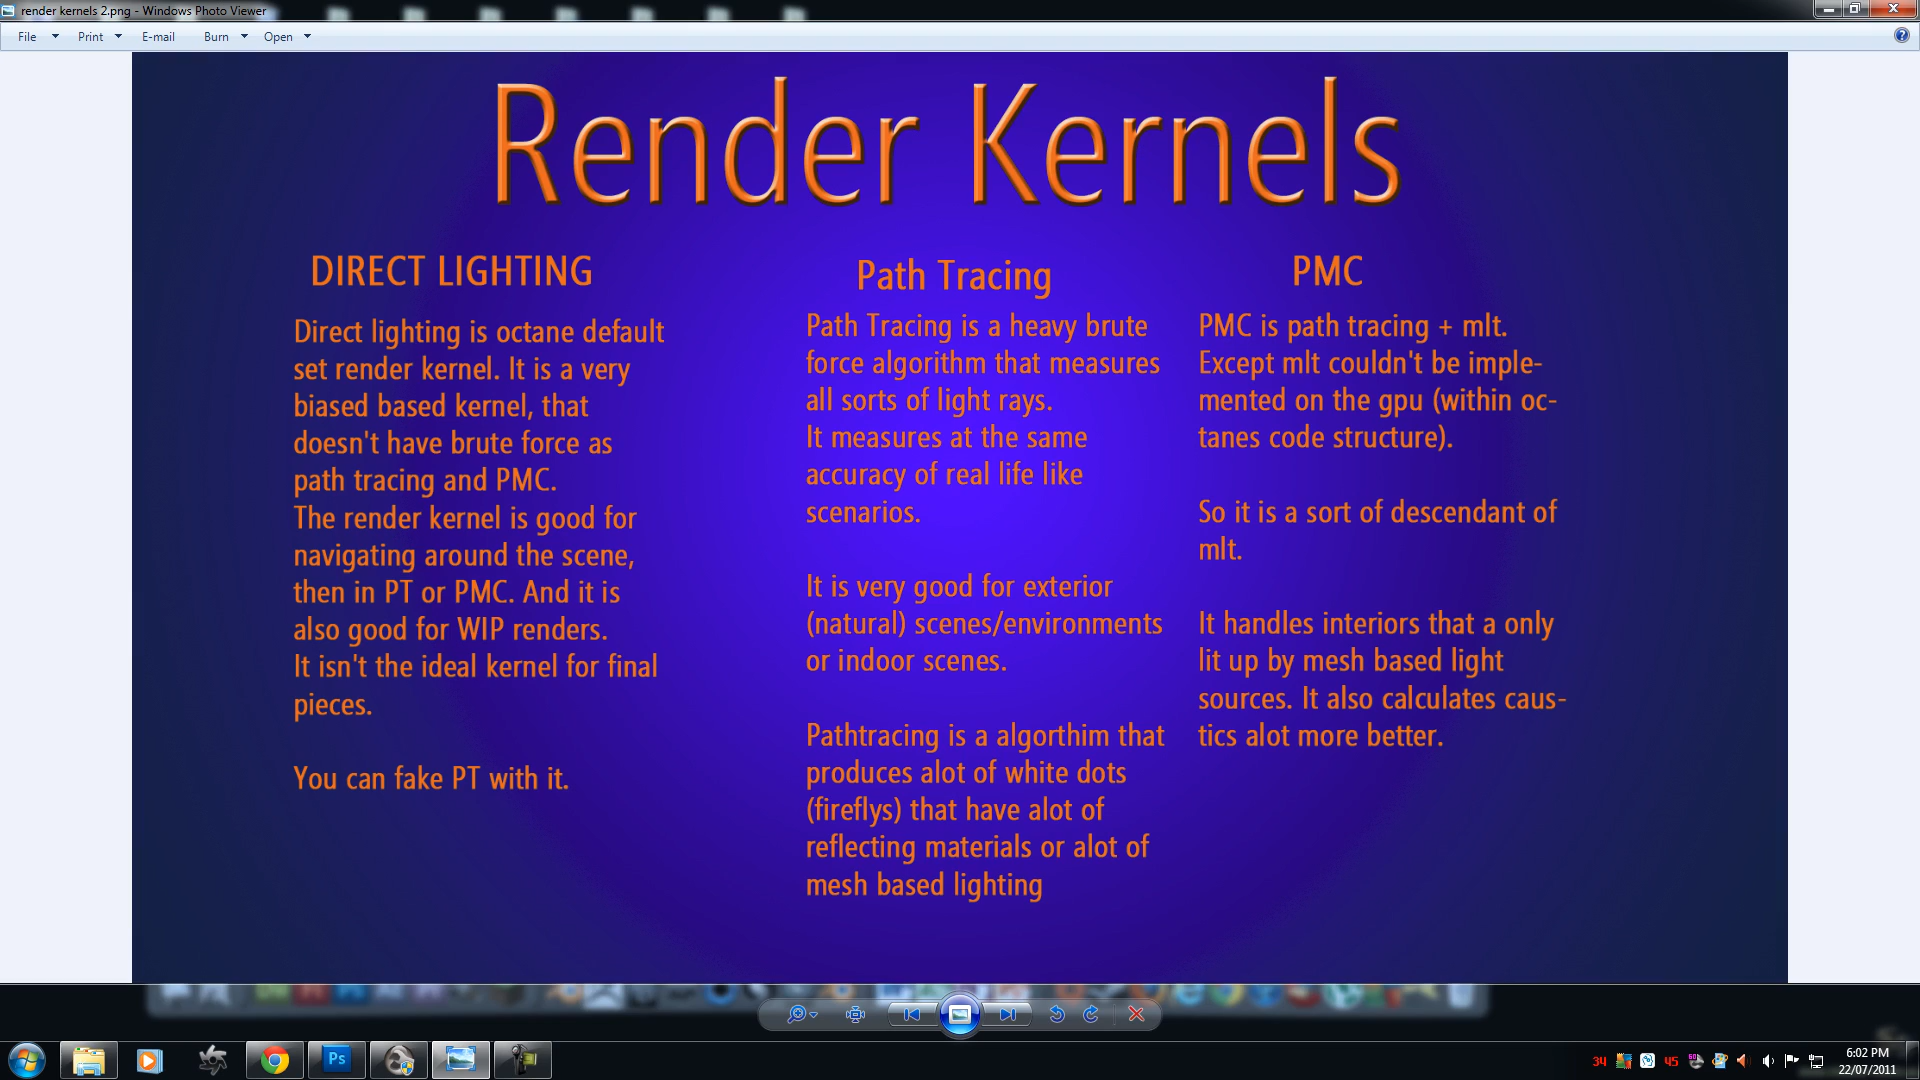 render kernels 2.png - Windows Photo Viewer
File Print E-mail Burn Open
Render Kernels
DIRECT LIGHTING
Direct lighting is octane default
set render kernel. It is a very
biased based kernel, that
doesn't have brute force as
path tracing and PMC.
The render kernel is good for
navigating around the scene,
then in PT or PMC. And it is
also good for WIP renders.
It isn't the ideal kernel for final
pieces.
You can fake PT with it.
Path Tracing
Path Tracing is a heavy brute
force algorithm that measures
all sorts of light rays.
It measures at the same
accuracy of real life like
scenarios.
It is very good for exterior
(natural) scenes/environments
or indoor scenes.
Pathtracing is a algorthim that
produces alot of white dots
(fireflys) that have alot of
reflecting materials or alot of
mesh based lighting
PMC
PMC is path tracing + mlt.
Except mlt couldn't be imple-
mented on the gpu (within oc-
tanes code structure).
So it is a sort of descendant of
mlt.
It handles interiors that a only
lit up by mesh based light
sources. It also calculates caus-
tics alot more better.
Ps
34 45
6:02 PM
22/07/2011